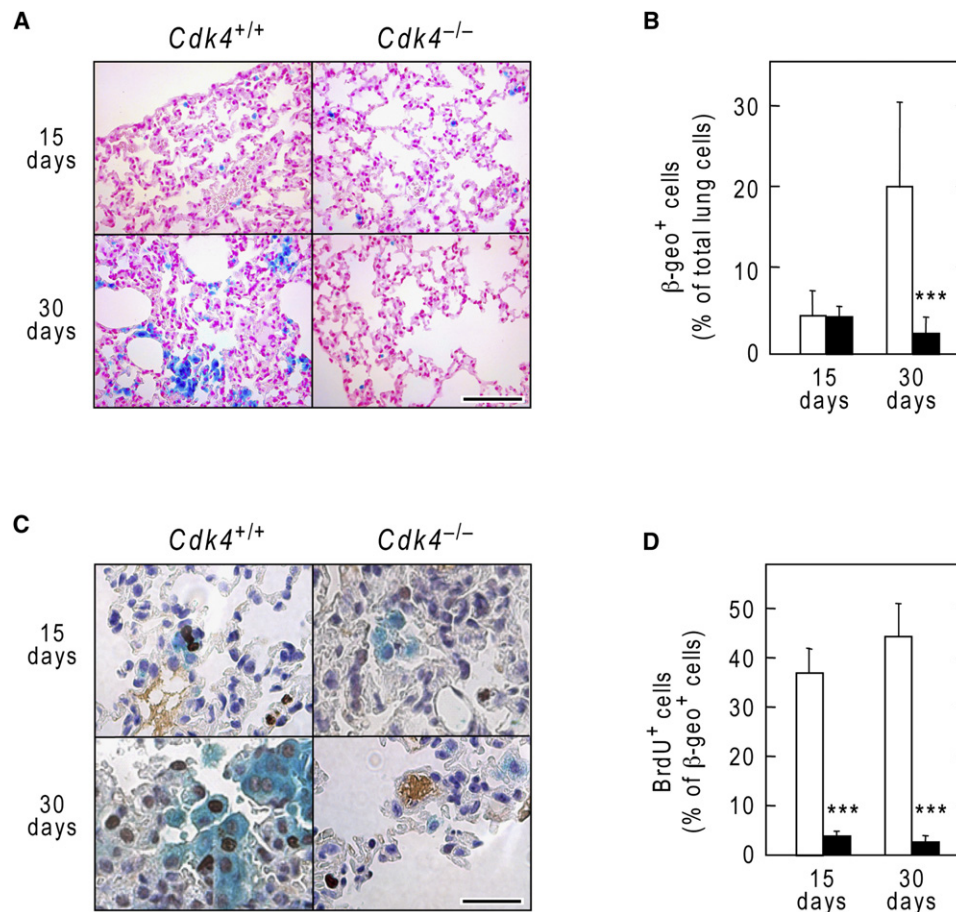 A
Cdk4+/+
Cdk4–/–
15
days
30
days
B
β-geo+ cells
(% of total lung cells)
30
20
10
0
***
15
days
30
days
C
Cdk4+/+
Cdk4–/–
15
days
30
days
D
BrdU+ cells
(% of β-geo+ cells)
50
40
30
20
10
0
***
***
15
days
30
days